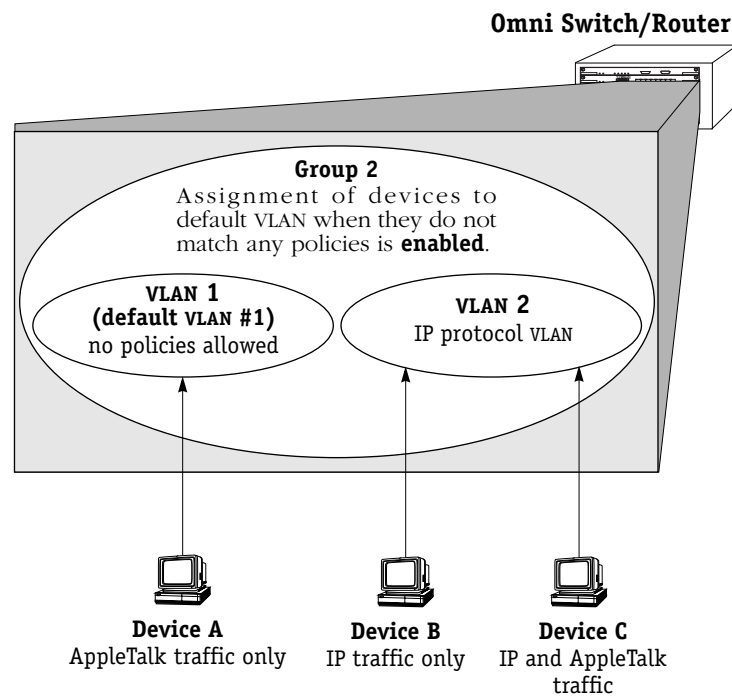 Omni Switch/Router
Group 2
Assignment of devices to
default VLAN when they do not
match any policies is enabled.
VLAN 1
(default VLAN #1)
no policies allowed
VLAN 2
IP protocol VLAN
Device A
AppleTalk traffic only
Device B
IP traffic only
Device C
IP and AppleTalk
traffic